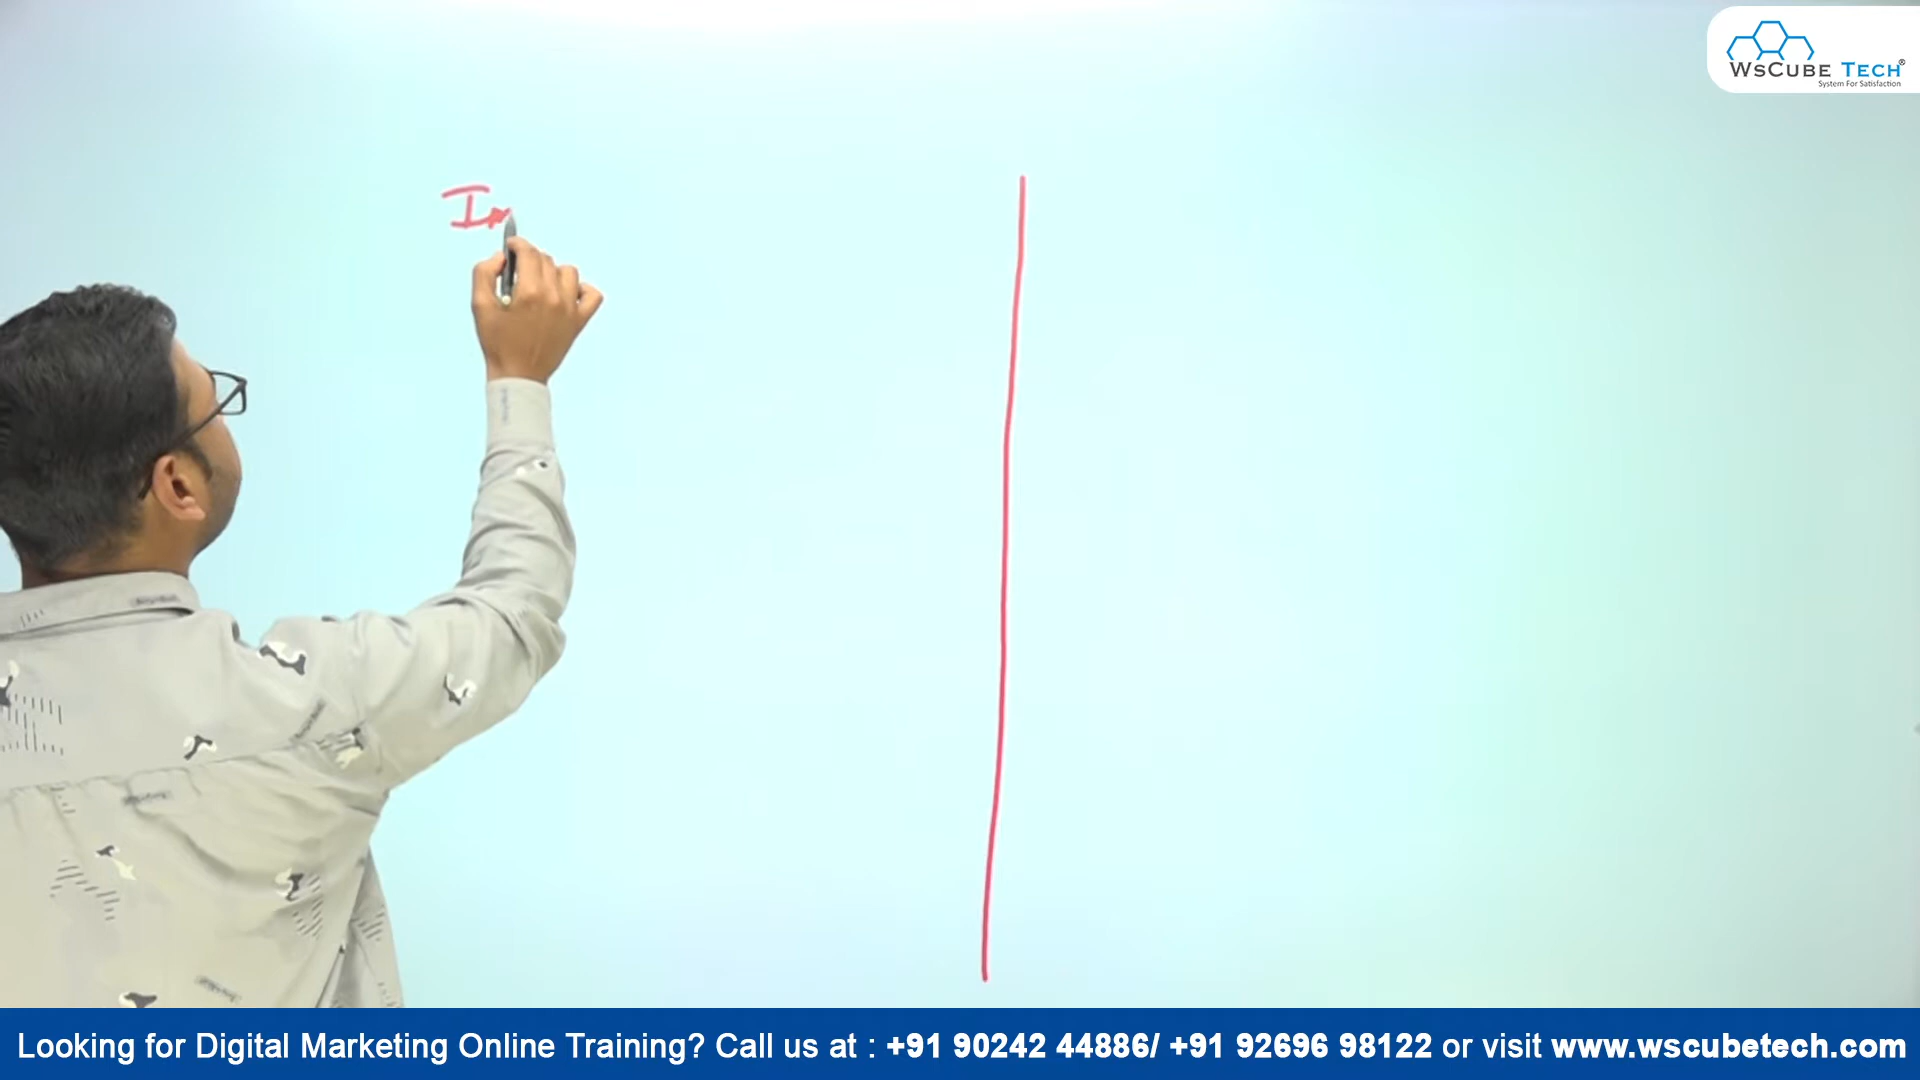 WsCube Tech®
System For Satisfaction
Looking for Digital Marketing Online Training? Call us at : +91 90242 44886/ +91 92696 98122 or visit www.wscubetech.com